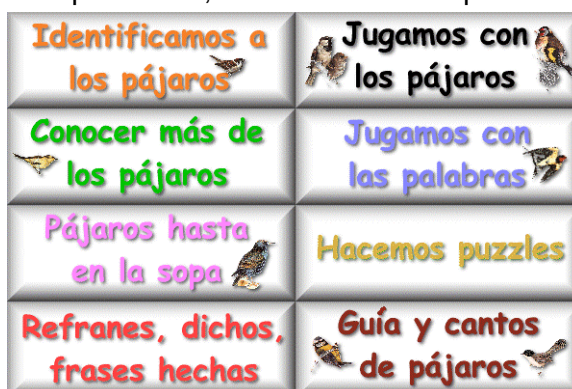 Identificamos a
los pájaros
Jugamos con
los pájaros
Conocer más de
los pájaros
Jugamos con
las palabras
Pájaros hasta
en la sopa
Hacemos puzzles
Refranes, dichos,
frases hechas
Guía y cantos
de pájaros